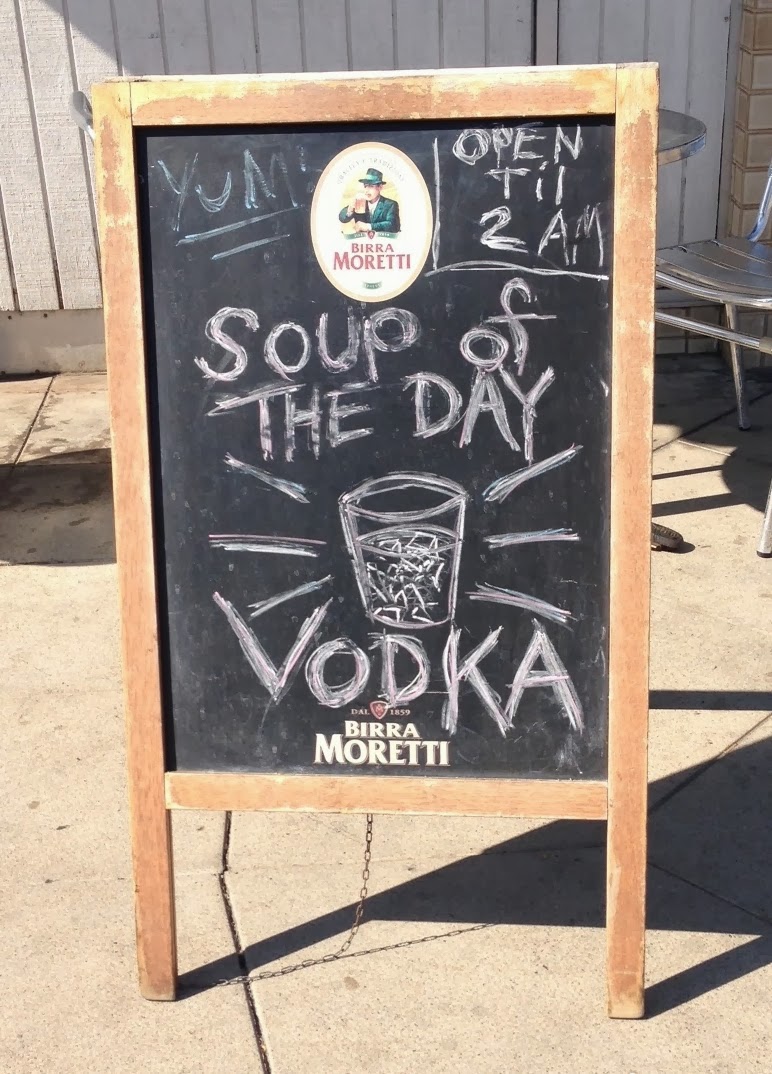 YUM
OPEN
TIL
2 AM
BIRRA
MORETTI
SOUP of
THE DAY
VODKA
DAL 1859
BIRRA
MORETTI